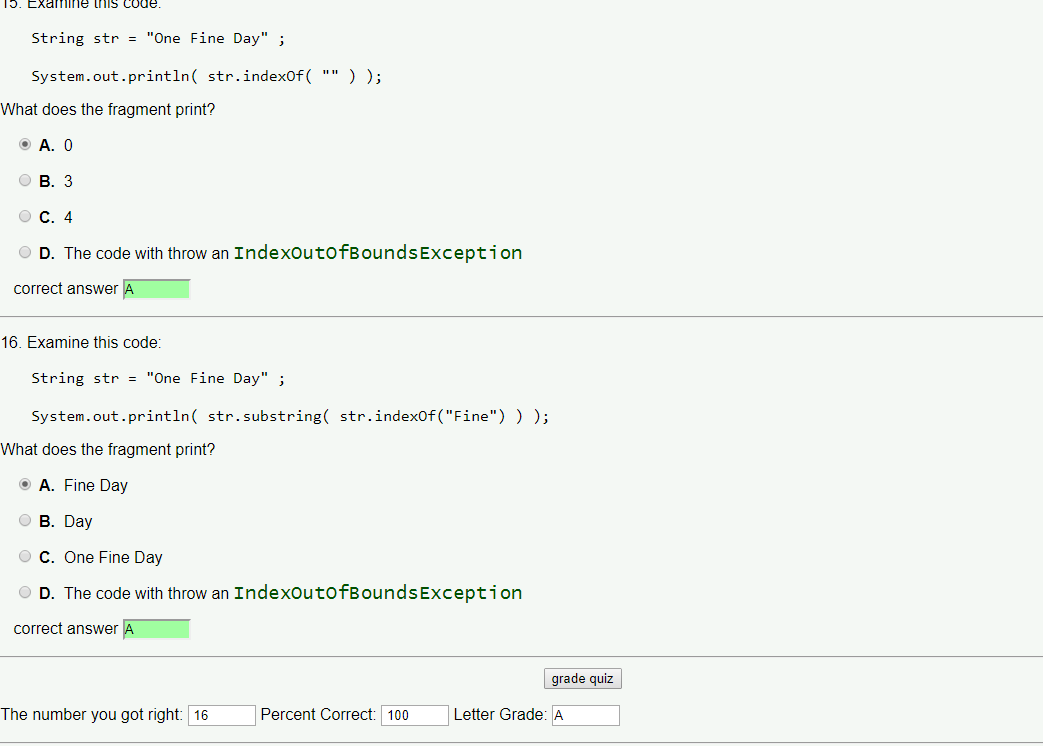 15. Examine this code:
String str = "One Fine Day" ;
System.out.println( str.indexOf( "" ) );
What does the fragment print?
A. 0
B. 3
C. 4
D. The code with throw an IndexOutOfBoundsException
correct answer A
16. Examine this code:
String str = "One Fine Day" ;
System.out.println( str.substring( str.indexOf("Fine") ) );
What does the fragment print?
A. Fine Day
B. Day
C. One Fine Day
D. The code with throw an IndexOutOfBoundsException
correct answer A
grade quiz
The number you got right: 16 Percent Correct: 100 Letter Grade: A